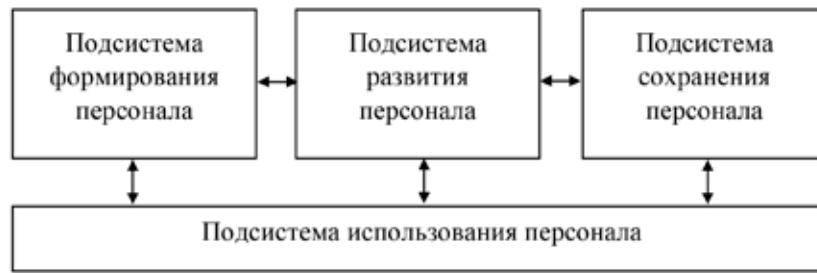 Подсистема
формирования
персонала
Подсистема
развития
персонала
Подсистема
сохранения
персонала
Подсистема использования персонала